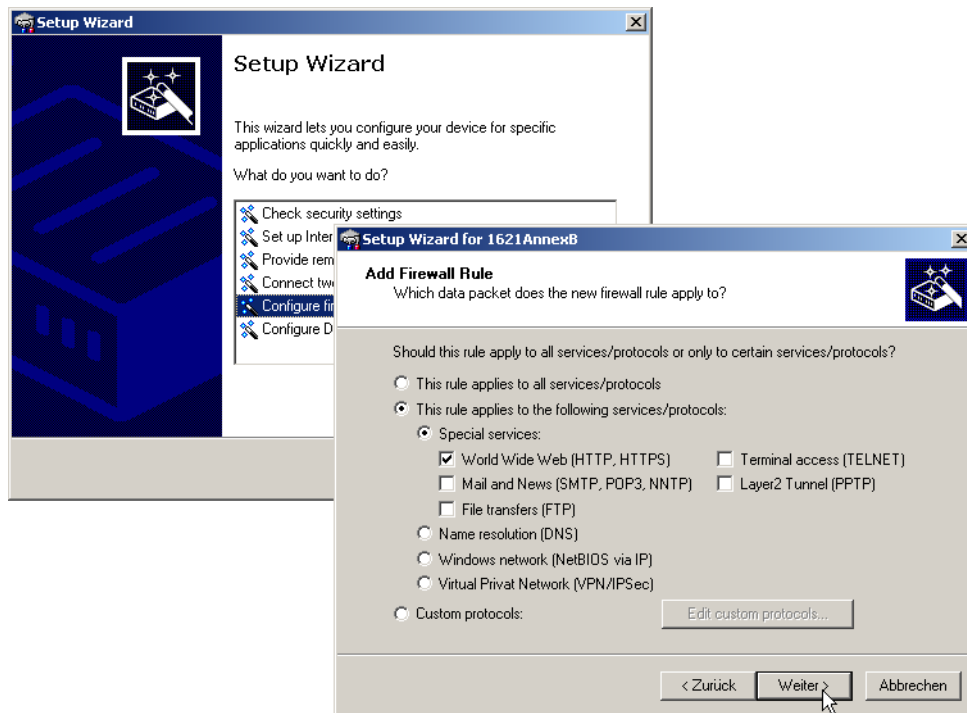 Setup Wizard
Setup Wizard
This wizard lets you configure your device for specific
applications quickly and easily.
What do you want to do?
Check security settings
Set up Inter
Provide rem
Connect tw
Configure fir
Configure D
Setup Wizard for 1621AnnexB
Add Firewall Rule
Which data packet does the new firewall rule apply to?
Should this rule apply to all services/protocols or only to certain services/protocols?
This rule applies to all services/protocols
This rule applies to the following services/protocols:
Special services:
World Wide Web (HTTP, HTTPS)
Terminal access (TELNET)
Mail and News (SMTP, POP3, NNTP)
Layer2 Tunnel (PPTP)
File transfers (FTP)
Name resolution (DNS)
Windows network (NetBIOS via IP)
Virtual Privat Network (VPN/IPSec)
Custom protocols:
Edit custom protocols...
< Zurück
Weiter >
Abbrechen